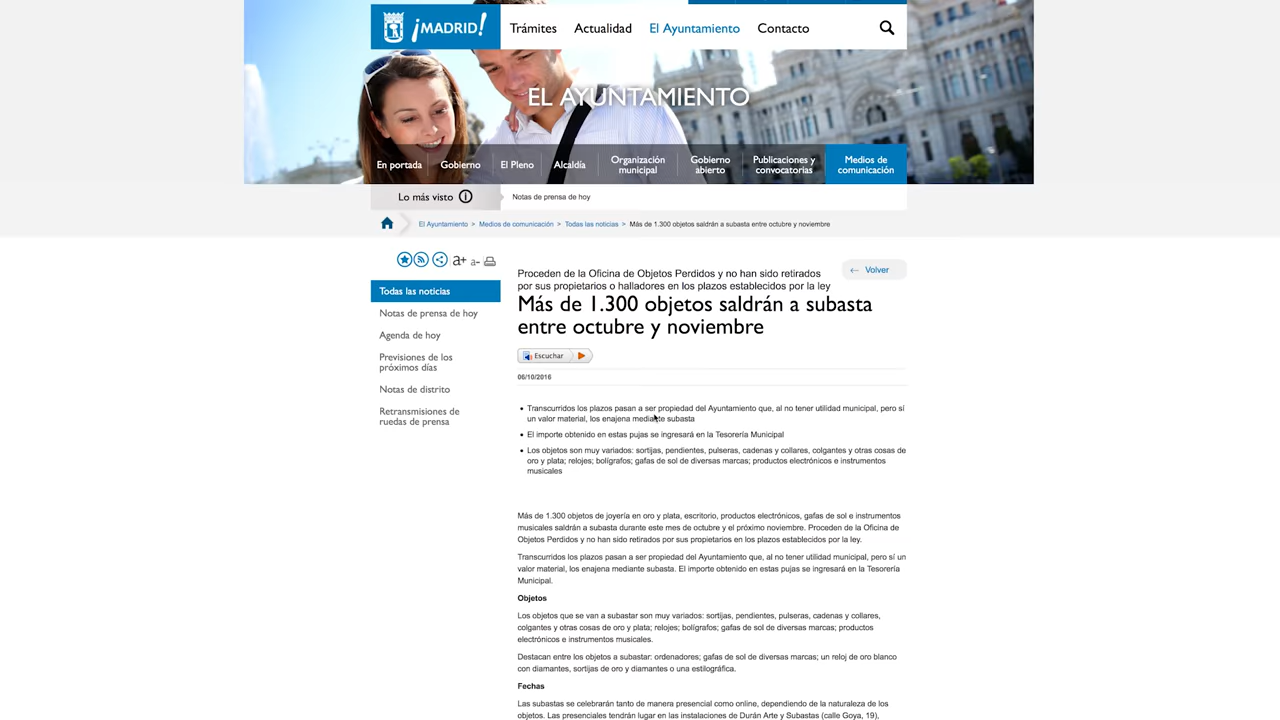 ¡MADRID!
Trámites
Actualidad
El Ayuntamiento
Contacto
EL AYUNTAMIENTO
En portada
Gobierno
El Pleno
Alcaldía
Organización
municipal
Gobierno
abierto
Publicaciones y
convocatorias
Medios de
comunicación
Lo más visto
Notas de prensa de hoy
El Ayuntamiento > Medios de comunicación > Todas las noticias > Más de 1.300 objetos saldrán a subasta entre octubre y noviembre
a+ a-
Todas las noticias
Notas de prensa de hoy
Agenda de hoy
Previsiones de los
próximos días
Notas de distrito
Retransmisiones de
ruedas de prensa
Volver
Proceden de la Oficina de Objetos Perdidos y no han sido retirados
por sus propietarios o halladores en los plazos establecidos por la ley
Más de 1.300 objetos saldrán a subasta
entre octubre y noviembre
Escuchar
06/10/2016
Transcurridos los plazos pasan a ser propiedad del Ayuntamiento que, al no tener utilidad municipal, pero sí
un valor material, los enajena mediante subasta
El importe obtenido en estas pujas se ingresará en la Tesorería Municipal
Los objetos son muy variados: sortijas, pendientes, pulseras, cadenas y collares, colgantes y otras cosas de
oro y plata; relojes; bolígrafos; gafas de sol de diversas marcas; productos electrónicos e instrumentos
musicales
Más de 1.300 objetos de joyería en oro y plata, escritorio, productos electrónicos, gafas de sol e instrumentos
musicales saldrán a subasta durante este mes de octubre y el próximo noviembre. Proceden de la Oficina de
Objetos Perdidos y no han sido retirados por sus propietarios en los plazos establecidos por la ley.
Transcurridos los plazos pasan a ser propiedad del Ayuntamiento que, al no tener utilidad municipal, pero sí un
valor material, los enajena mediante subasta. El importe obtenido en estas pujas se ingresará en la Tesorería
Municipal.
Objetos
Los objetos que se van a subastar son muy variados: sortijas, pendientes, pulseras, cadenas y collares,
colgantes y otras cosas de oro y plata; relojes; bolígrafos; gafas de sol de diversas marcas; productos
electrónicos e instrumentos musicales.
Destacan entre los objetos a subastar: ordenadores; gafas de sol de diversas marcas; un reloj de oro blanco
con diamantes, sortijas de oro y diamantes o una estilográfica.
Fechas
Las subastas se celebrarán tanto de manera presencial como online, dependiendo de la naturaleza de los
objetos. Las presenciales tendrán lugar en las instalaciones de Durán Arte y Subastas (calle Goya, 19),